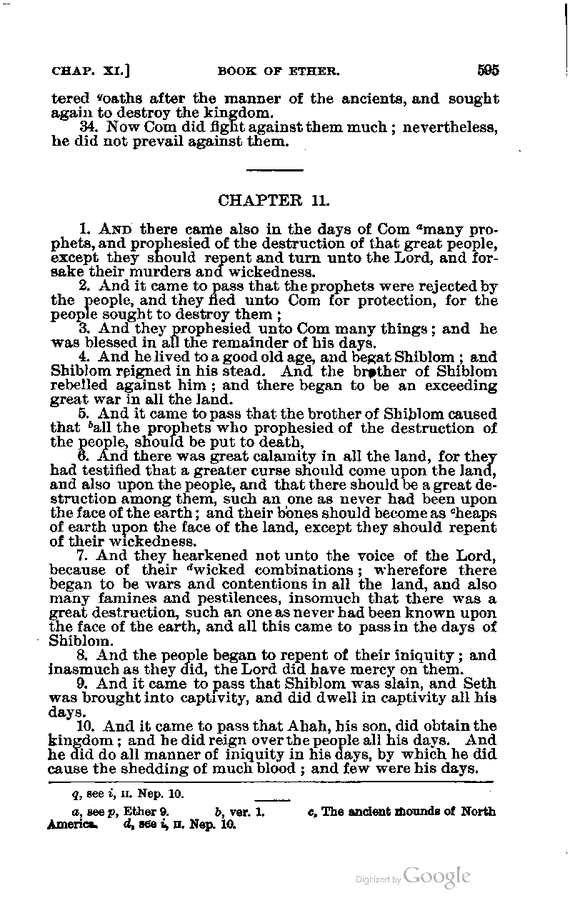 CHAP. XI.] BOOK OF ETHER. 595
tered qoaths after the manner of the ancients, and sought
again to destroy the kingdom.
34. Now Com did fight against them much; nevertheless,
he did not prevail against them.
CHAPTER 11.
1. AND there came also in the days of Com amany pro-
phets, and prophesied of the destruction of that great people,
except they should repent and turn unto the Lord, and for-
sake their murders and wickedness.
2. And it came to pass that the prophets were rejected by
the people, and they fled unto Com for protection, for the
people sought to destroy them;
3. And they prophesied unto Com many things; and he
was blessed in all the remainder of his days.
4. And he lived to a good old age, and begat Shiblom; and
Shiblom reigned in his stead. And the brother of Shiblom
rebelled against him; and there began to be an exceeding
great war in all the land.
5. And it came to pass that the brother of Shiblom caused
that ball the prophets who prophesied of the destruction of
the people, should be put to death,
6. And there was great calamity in all the land, for they
had testified that a greater curse should come upon the land,
and also upon the people, and that there should be a great de-
struction among them, such an one as never had been upon
the face of the earth; and their bones should become as cheaps
of earth upon the face of the land, except they should repent
of their wickedness.
7. And they hearkened not unto the voice of the Lord,
because of their dwicked combinations; wherefore there
began to be wars and contentions in all the land, and also
many famines and pestilences, insomuch that there was a
great destruction, such an one as never had been known upon
the face of the earth, and all this came to pass in the days of
Shiblom.
8. And the people began to repent of their iniquity; and
inasmuch as they did, the Lord did have mercy on them.
9. And it came to pass that Shiblom was slain, and Seth
was brought into captivity, and did dwell in captivity all his
days.
10. And it came to pass that Ahah, his son, did obtain the
kingdom; and he did reign over the people all his days. And
he did do all manner of iniquity in his days, by which he did
cause the shedding of much blood; and few were his days.
q, see i, II. Nep. 10.
a, see p, Ether 9. b, ver. 1. c, The ancient mounds of North
America. d, see i, II. Nep. 10.
Digitized by Google